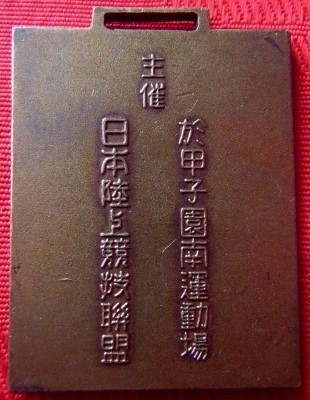 於甲子園南運動場
主催
日本陸上競技聯盟